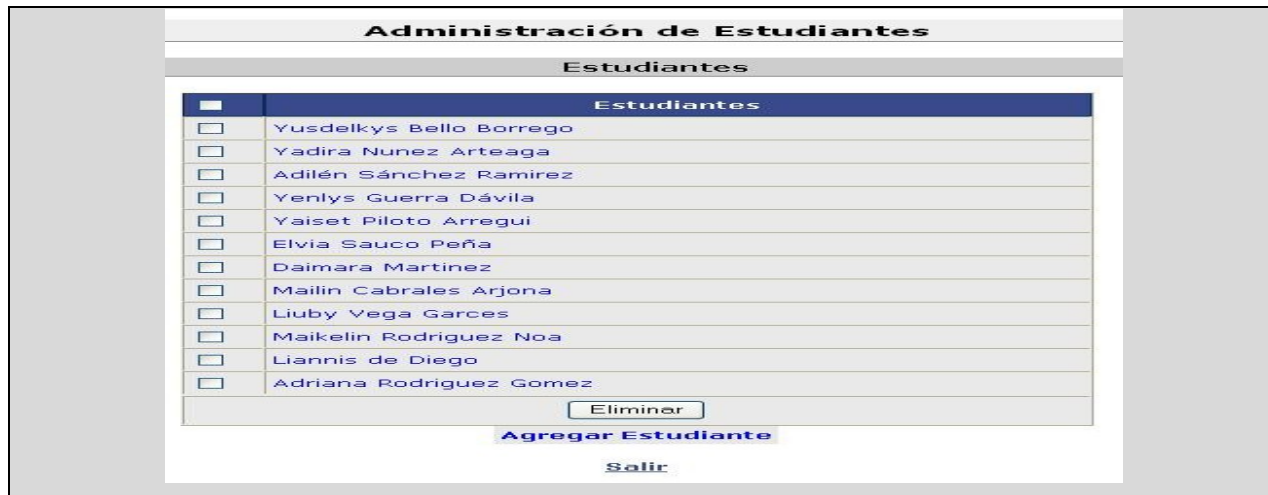 Administración de Estudiantes
Estudiantes
Estudiantes
Yusdelkys Bello Borrego
Yadira Nunez Arteaga
Adilén Sánchez Ramirez
Yenlys Guerra Dávila
Yaiset Piloto Arregui
Elvia Sauco Peña
Daimara Martinez
Mailin Cabrales Arjona
Liuby Vega Garces
Maikelin Rodriguez Noa
Liannis de Diego
Adriana Rodriguez Gomez
Eliminar
Agregar Estudiante
Salir